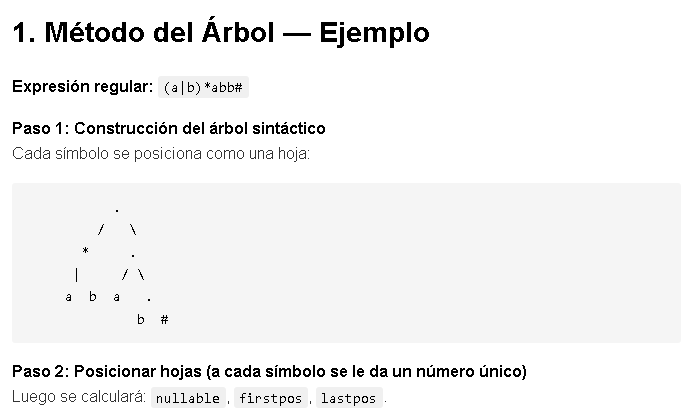 1. Método del Árbol — Ejemplo
Expresión regular: (a|b)*abb#
Paso 1: Construcción del árbol sintáctico
Cada símbolo se posiciona como una hoja:
.
/ \
* .
| / \
a b a .
b #
Paso 2: Posicionar hojas (a cada símbolo se le da un número único)
Luego se calculará: nullable, firstpos, lastpos.